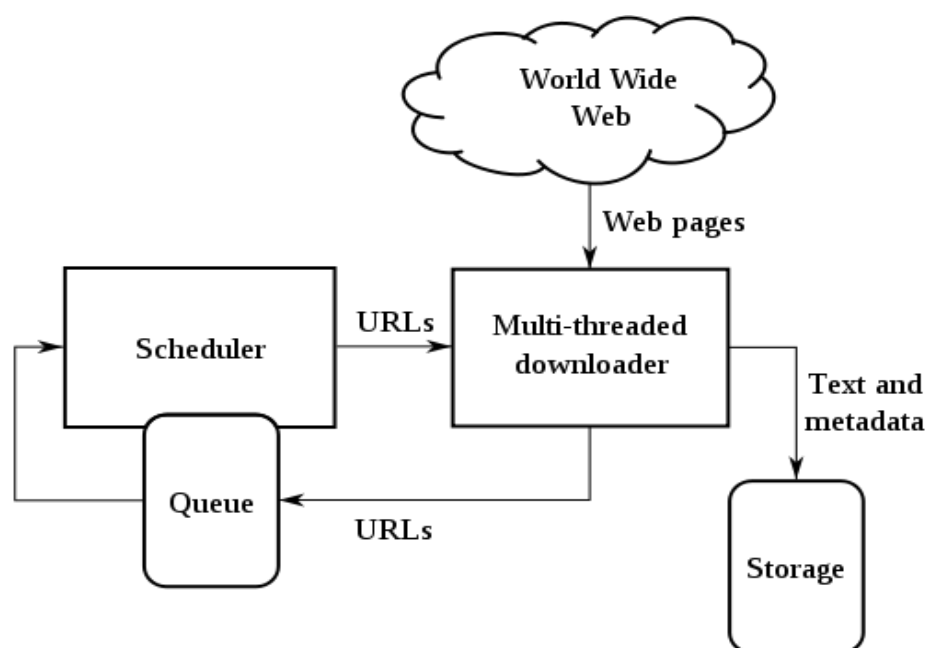 World Wide
Web
Web pages
Scheduler
URLs
Multi-threaded
downloader
Text and
metadata
Queue
URLs
Storage